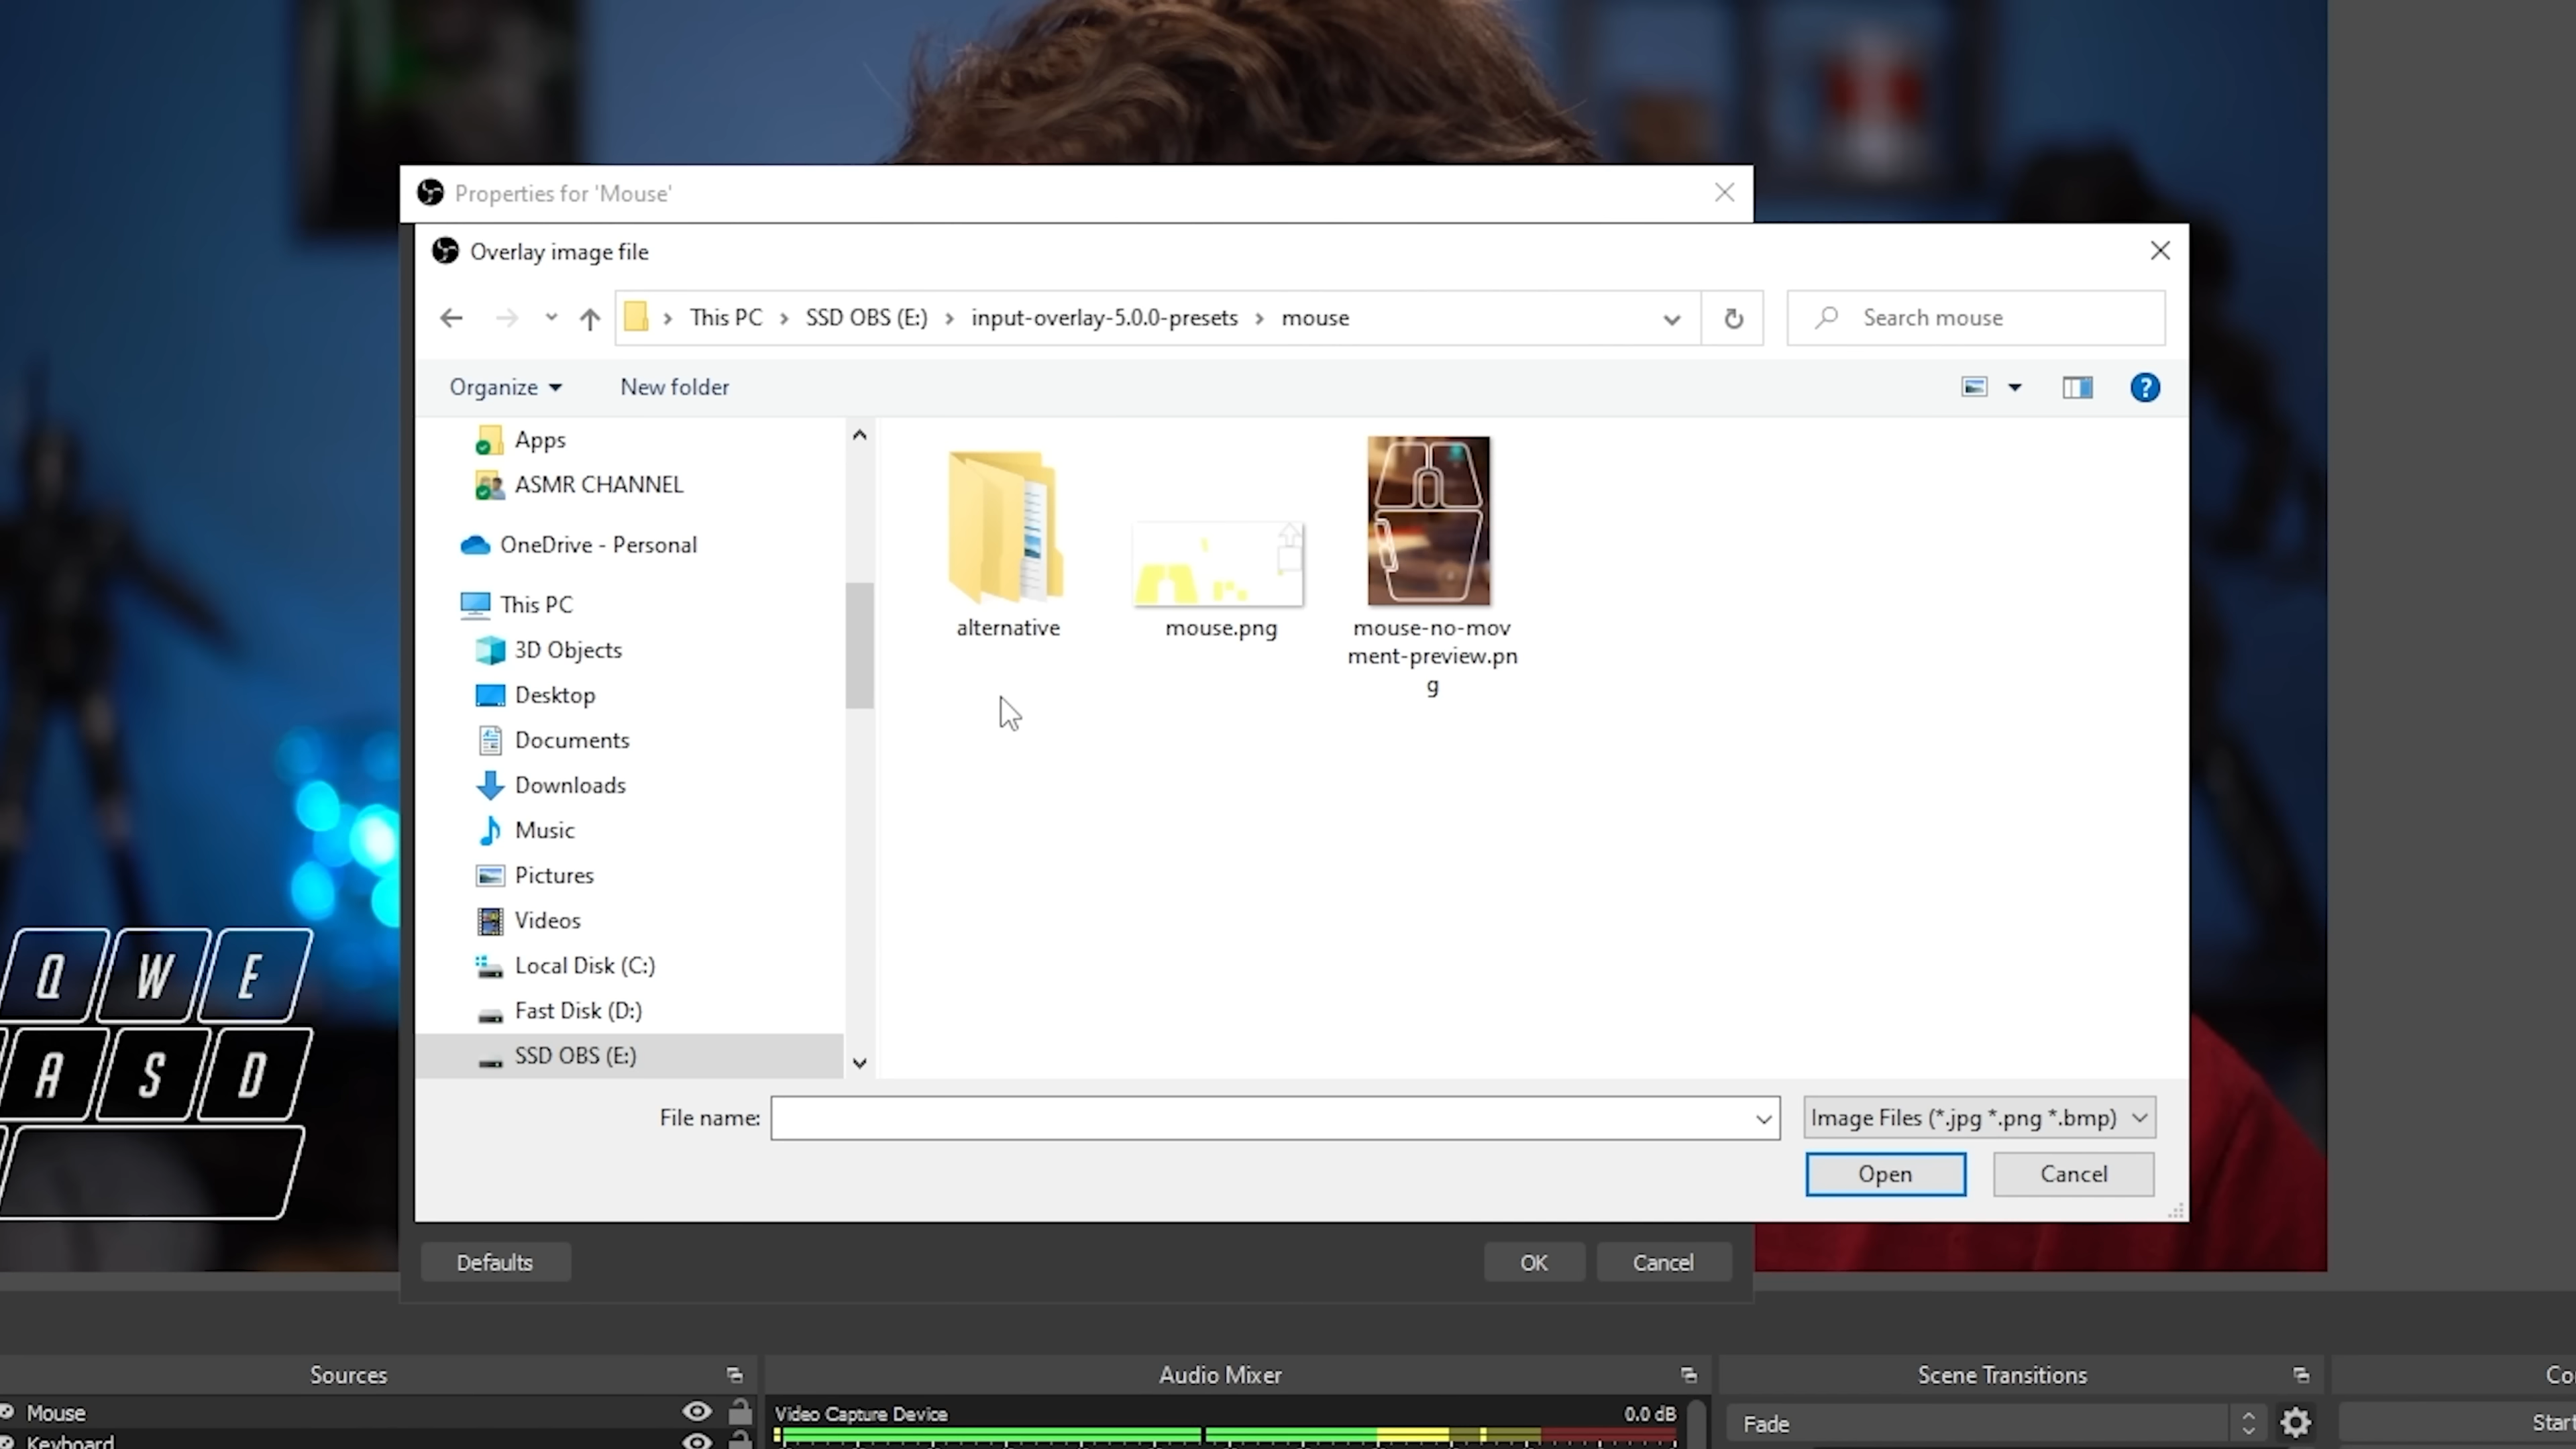 Properties for 'Mouse'
Overlay image file
This PC > SSD OBS (E:) > input-overlay-5.0.0-presets > mouse
Search mouse
Organize
New folder
Apps
ASMR CHANNEL
OneDrive - Personal
This PC
3D Objects
Desktop
Documents
Downloads
Music
Pictures
Videos
Local Disk (C:)
Fast Disk (D:)
SSD OBS (E:)
alternative
mouse.png
mouse-no-mov
ment-preview.pn
g
File name:
Image Files (*.jpg *.png *.bmp)
Open
Cancel
Q W E
A S D
Defaults
OK
Cancel
Sources
Mouse
Keyboard
Audio Mixer
Video Capture Device
0.0 dB
Scene Transitions
Fade
Co
Start